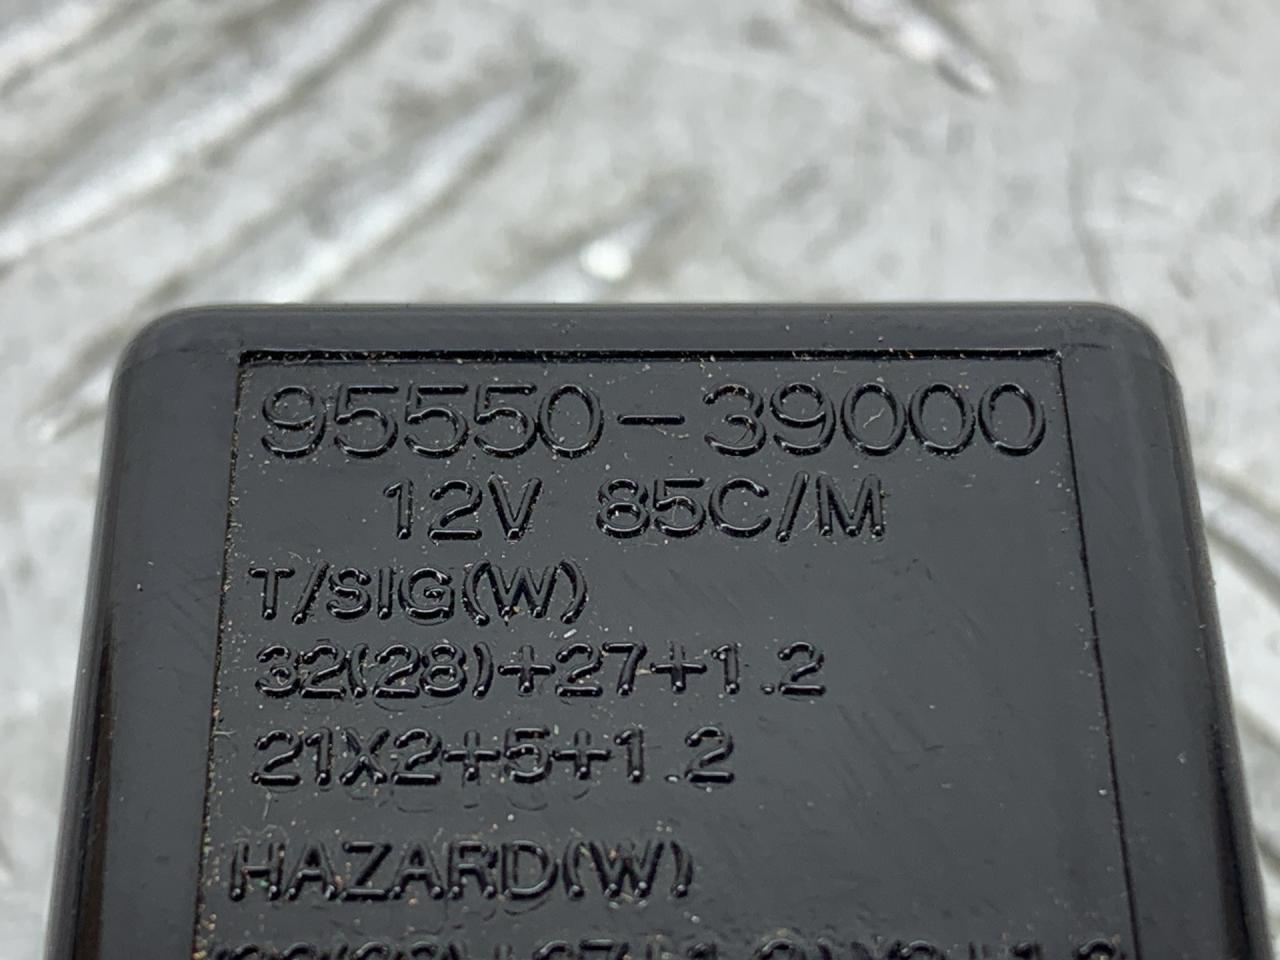 95550-39000
12V 85C/M
T/SIG(W)
32(28)+27+1.2
21X2+5+1.2
HAZARD(W)